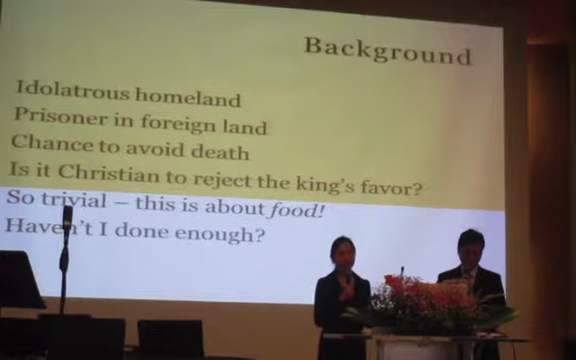 Background
Idolatrous homeland
Prisoner in foreign land
Chance to avoid death
Is it Christian to reject the king's favor?
So trivial – this is about food!
Haven't I done enough?